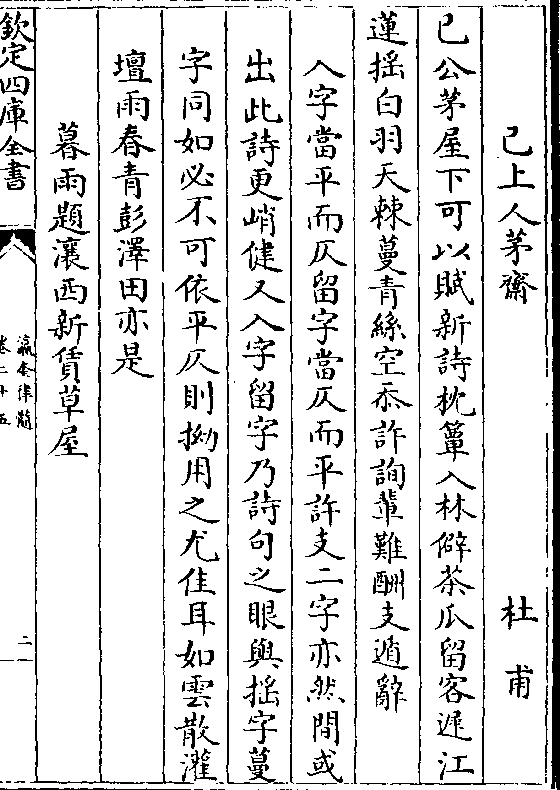 已上人茅齋　杜甫
已公茅屋下可以賦新詩枕簟入林僻茶瓜留客遲江
蓮揺白羽天棘蔓青絲空忝許詢輩難酬支遁辭
入字當平而仄留字當仄而平許支二字亦然間或
出此詩更峭健又入字留字乃詩句之眼與揺字蔓
字同如必不可依平仄則拗用之尤佳耳如雲散灌
壇雨春青彭澤田亦是
暮雨題瀼西新賃草屋
欽定四庫全書
瀛奎律髓
卷二十五
二